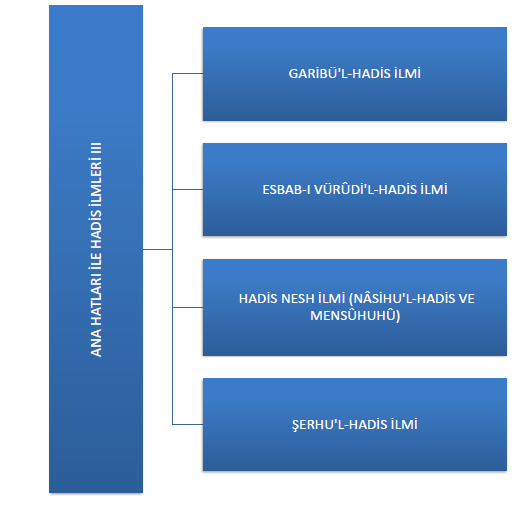 ANA HATLARI İLE HADİS İLMLERİ III
GARİBÜ'L-HADİS İLMİ
ESBAB-I VÜRÛDİ'L-HADİS İLMİ
HADİS NESH İLMİ (NÂSİHU'L-HADİS VE
MENSÛHUHÛ)
ŞERHU'L-HADİS İLMİ